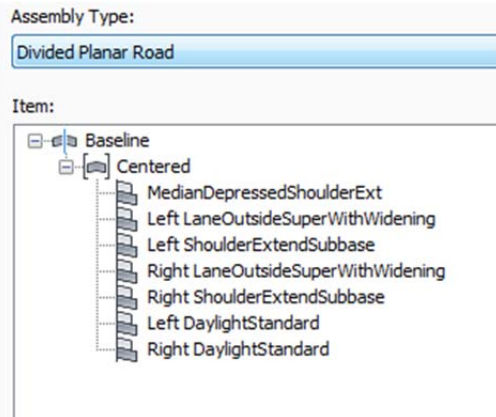 Assembly Type:
Divided Planar Road
Item:
Baseline
Centered
MedianDepressedShoulderExt
Left LaneOutsideSuperWithWidening
Left ShoulderExtendSubbase
Right LaneOutsideSuperWithWidening
Right ShoulderExtendSubbase
Left DaylightStandard
Right DaylightStandard